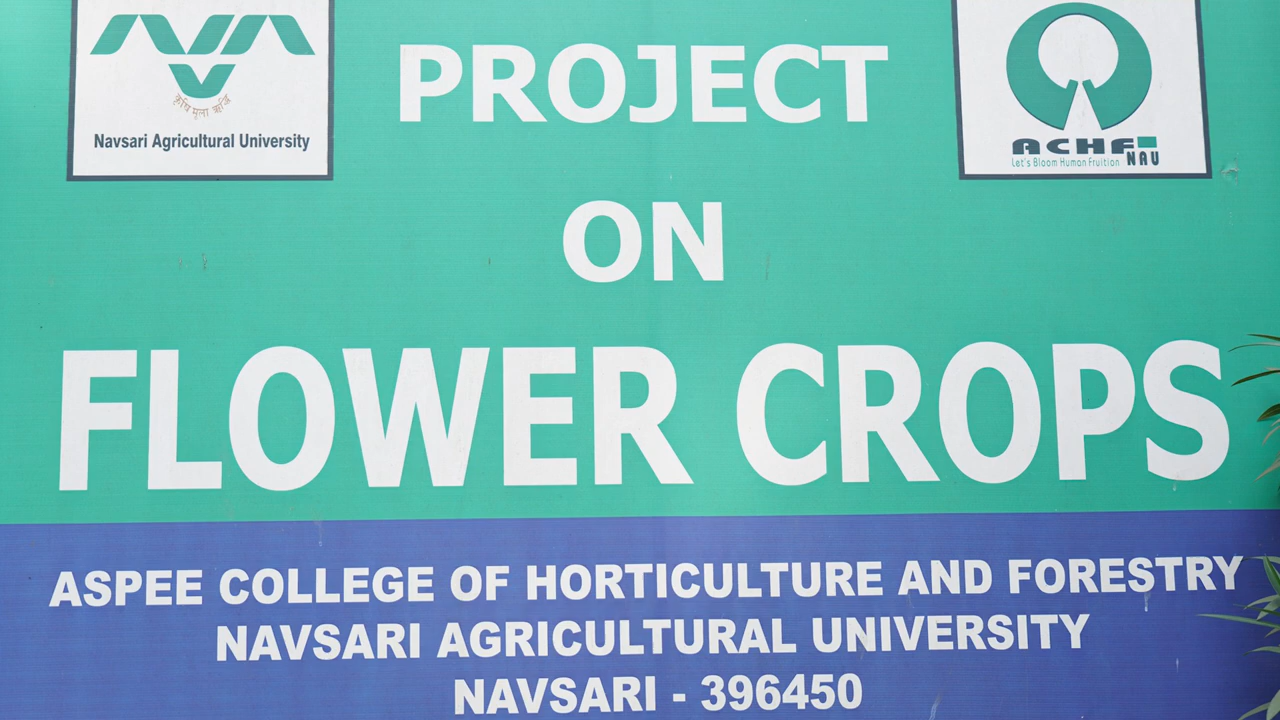 कृषि मूला ऋद्धि
Navsari Agricultural University
PROJECT
ACHF
Let's Bloom Human Fruition NAU
ON
FLOWER CROPS
ASPEE COLLEGE OF HORTICULTURE AND FORESTRY
NAVSARI AGRICULTURAL UNIVERSITY
NAVSARI - 396450